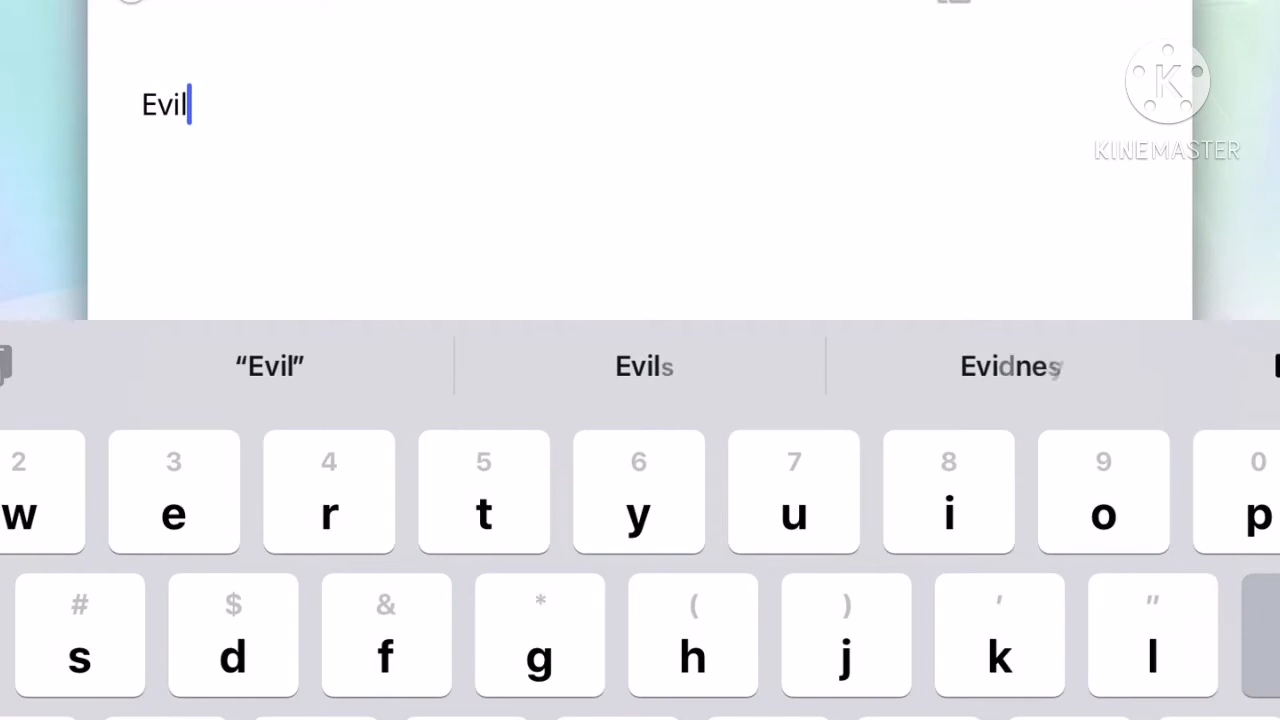 Evil
KINEMASTER
“Evil” Evils
2 3 4 5 6 7 8 9 0
w e r t y u i o p
# $ & * ( ) ' "
s d f g h j k l